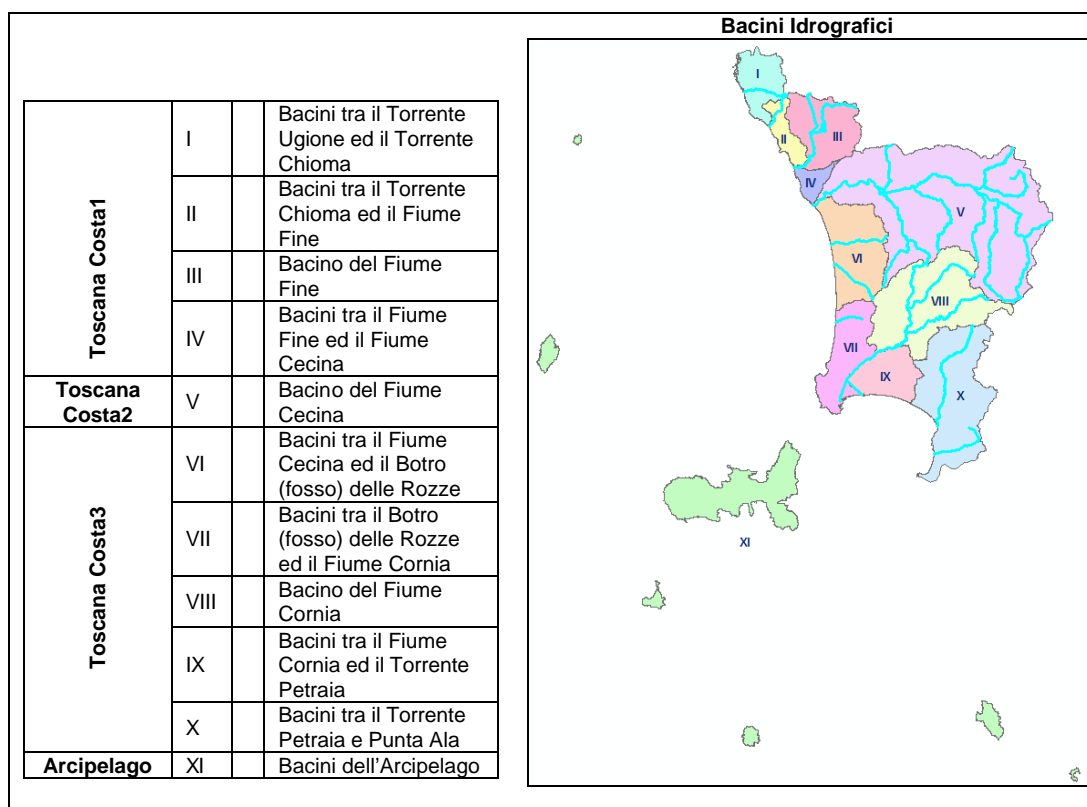 Bacini Idrografici
Toscana Costa1
I
Bacini tra il Torrente
Ugione ed il Torrente
Chioma
II
Bacini tra il Torrente
Chioma ed il Fiume
Fine
III
Bacino del Fiume
Fine
IV
Bacini tra il Fiume
Fine ed il Fiume
Cecina
Toscana
Costa2
V
Bacino del Fiume
Cecina
Toscana Costa3
VI
Bacini tra il Fiume
Cecina ed il Botro
(fosso) delle Rozze
VII
Bacini tra il Botro
(fosso) delle Rozze
ed il Fiume Cornia
VIII
Bacino del Fiume
Cornia
IX
Bacini tra il Fiume
Cornia ed il Torrente
Petraia
X
Bacini tra il Torrente
Petraia e Punta Ala
Arcipelago
XI
Bacini dell’Arcipelago
I
II
III
IV
V
VI
VIII
VII
IX
X
XI